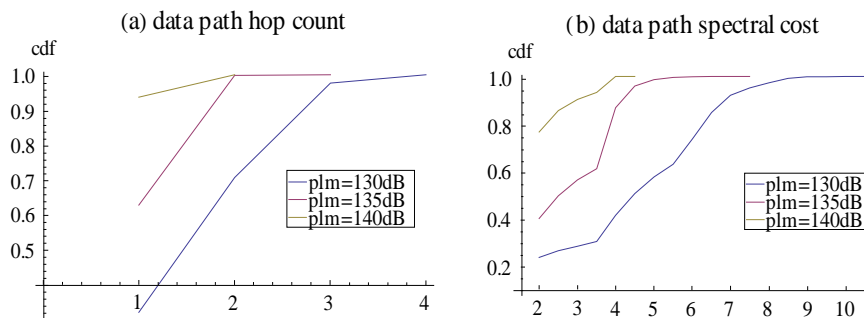 (a) data path hop count
cdf
1.0
0.9
0.8
0.7
0.6
0.5
plm=130dB
plm=135dB
plm=140dB
1 2 3 4
(b) data path spectral cost
cdf
1.0
0.8
0.6
0.4
0.2
plm=130dB
plm=135dB
plm=140dB
2 3 4 5 6 7 8 9 10